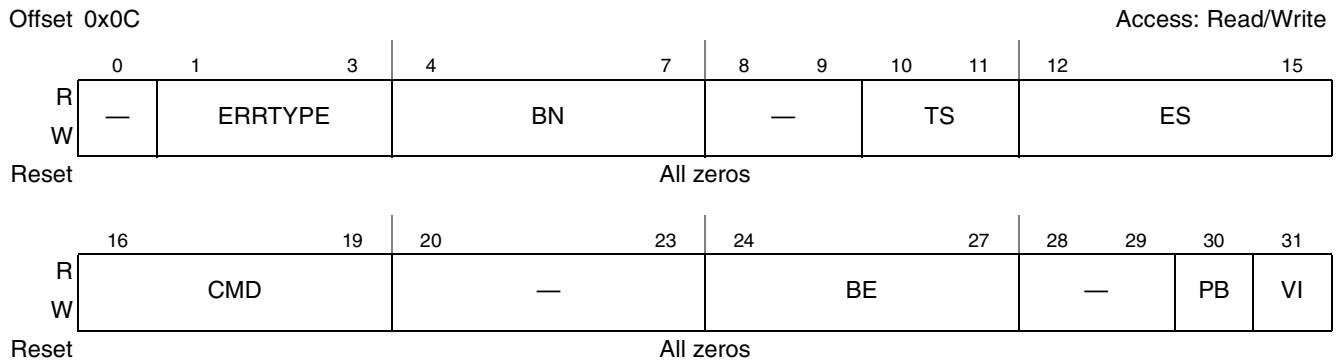 Offset 0x0C Access: Read/Write
0 1 3 4 7 8 9 10 11 12 15
R
W
— ERRTYPE BN — TS ES
Reset All zeros
16 19 20 23 24 27 28 29 30 31
R
W
CMD — BE — PB VI
Reset All zeros